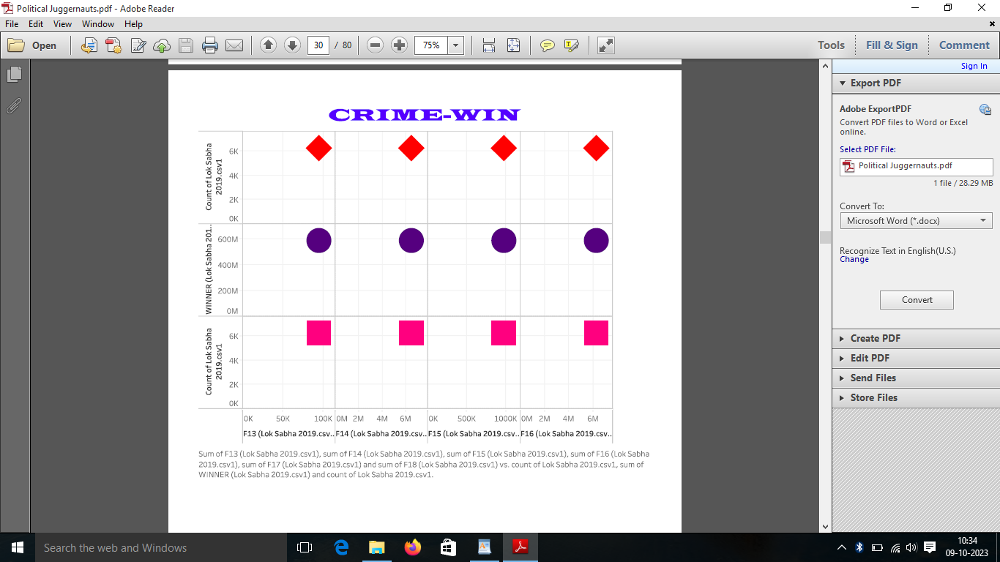 Political Juggernauts.pdf - Adobe Reader
File Edit View Window Help
Open 30 / 80 75% Tools Fill & Sign Comment
Sign In
Export PDF
Adobe ExportPDF
Convert PDF files to Word or Excel
online.
Select PDF File:
Political Juggernauts.pdf
1 file / 28.29 MB
Convert To:
Microsoft Word (*.docx)
Recognize Text in English(U.S.)
Change
Convert
Create PDF
Edit PDF
Send Files
Store Files
CRIME-WIN
Count of Lok Sabha
2019.csv1
6K
4K
2K
0K
WINNER (Lok Sabha 201..
600M
400M
200M
0M
Count of Lok Sabha
2019.csv1
6K
4K
2K
0K
0K 50K 100K 0M 2M 4M 6M 0K 500K 1000K 0M 2M 4M 6M
F13 (Lok Sabha 2019.csv.. F14 (Lok Sabha 2019.csv.. F15 (Lok Sabha 2019.csv.. F16 (Lok Sabha 2019.csv..
Sum of F13 (Lok Sabha 2019.csv1), sum of F14 (Lok Sabha 2019.csv1), sum of F15 (Lok Sabha 2019.csv1), sum of F16 (Lok Sabha
2019.csv1), sum of F17 (Lok Sabha 2019.csv1) and sum of F18 (Lok Sabha 2019.csv1) vs. count of Lok Sabha 2019.csv1, sum of
WINNER (Lok Sabha 2019.csv1) and count of Lok Sabha 2019.csv1.
Search the web and Windows
10:34
09-10-2023